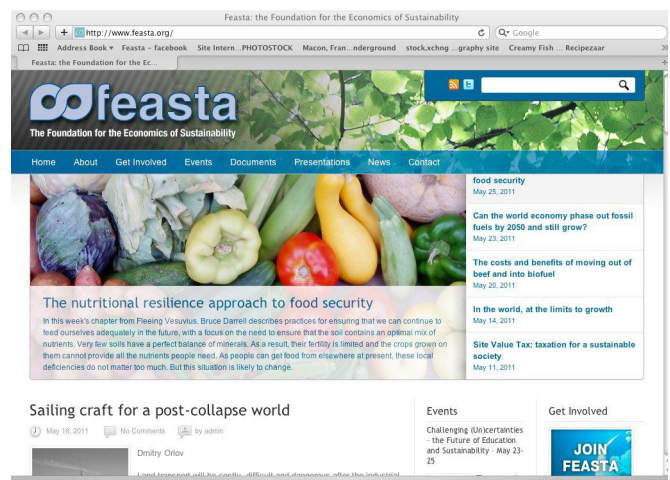 Feasta: the Foundation for the Economics of Sustainability
http://www.feasta.org/
Google
Address Book ▾ Feasta – facebook Site Intern...PHOTOSTOCK Macon, Fran...nderground stock.xchng ...graphy site Creamy Fish ... Recipezaar
Feasta: the Foundation for the Ec...
feasta
The Foundation for the Economics of Sustainability
Home About Get Involved Events Documents Presentations News Contact
food security
May 25, 2011
Can the world economy phase out fossil
fuels by 2050 and still grow?
May 23, 2011
The costs and benefits of moving out of
beef and into biofuel
May 20, 2011
In the world, at the limits to growth
May 14, 2011
Site Value Tax: taxation for a sustainable
society
May 11, 2011
The nutritional resilience approach to food security
In this week's chapter from Fleeing Vesuvius, Bruce Darrell describes practices for ensuring that we can continue to
feed ourselves adequately in the future, with a focus on the need to ensure that the soil contains an optimal mix of
nutrients. Very few soils have a perfect balance of minerals. As a result, their fertility is limited and the crops grown on
them cannot provide all the nutrients people need. As people can get food from elsewhere at present, these local
deficiencies do not matter too much. But this situation is likely to change.
Sailing craft for a post-collapse world
May 18, 2011 No Comments by admin
Dmitry Orlov
Land transport will be costly, difficult and dangerous after the industrial
Events
Challenging (Un)certainties
- the Future of Education
and Sustainability - May 23-
25
Get Involved
JOIN
FEASTA